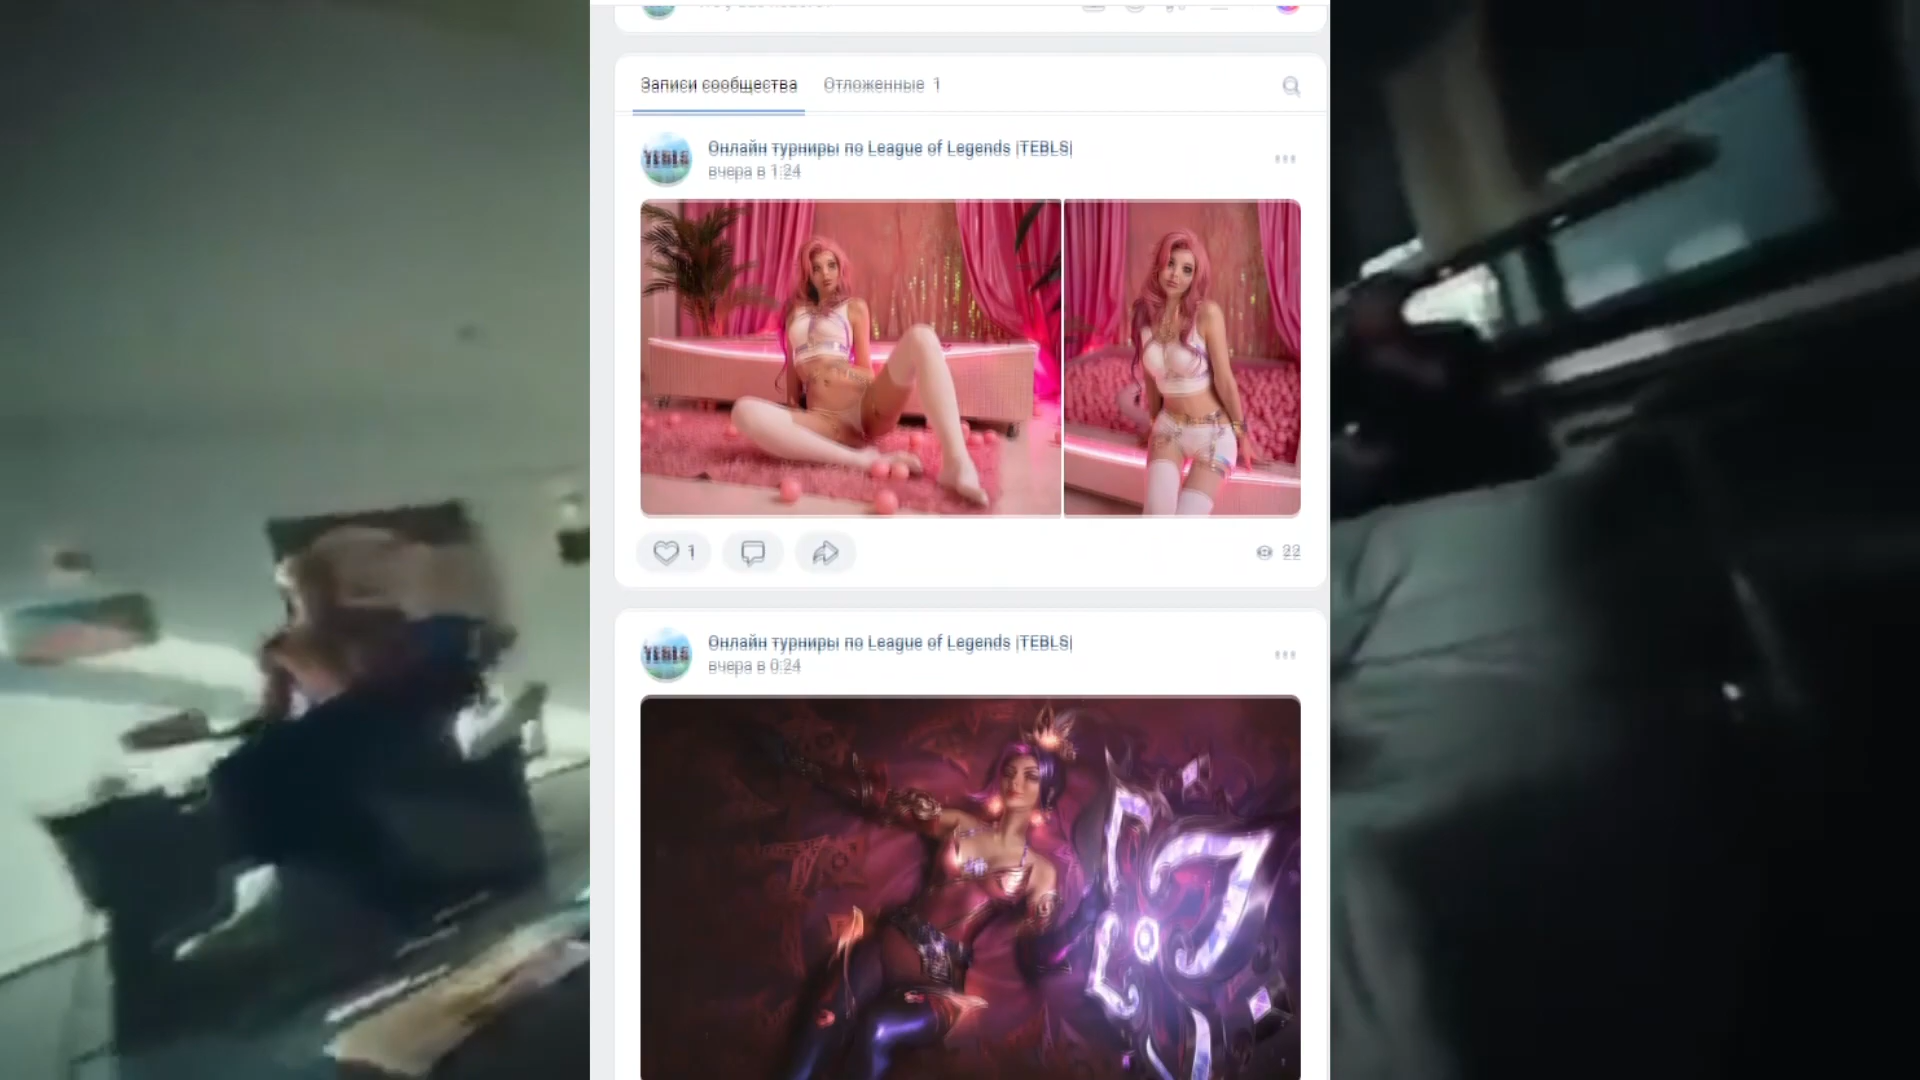 Записи сообщества Отложенные 1
Онлайн турниры по League of Legends |TEBLS|
вчера в 1:24
1
22
Онлайн турниры по League of Legends |TEBLS|
вчера в 0:24